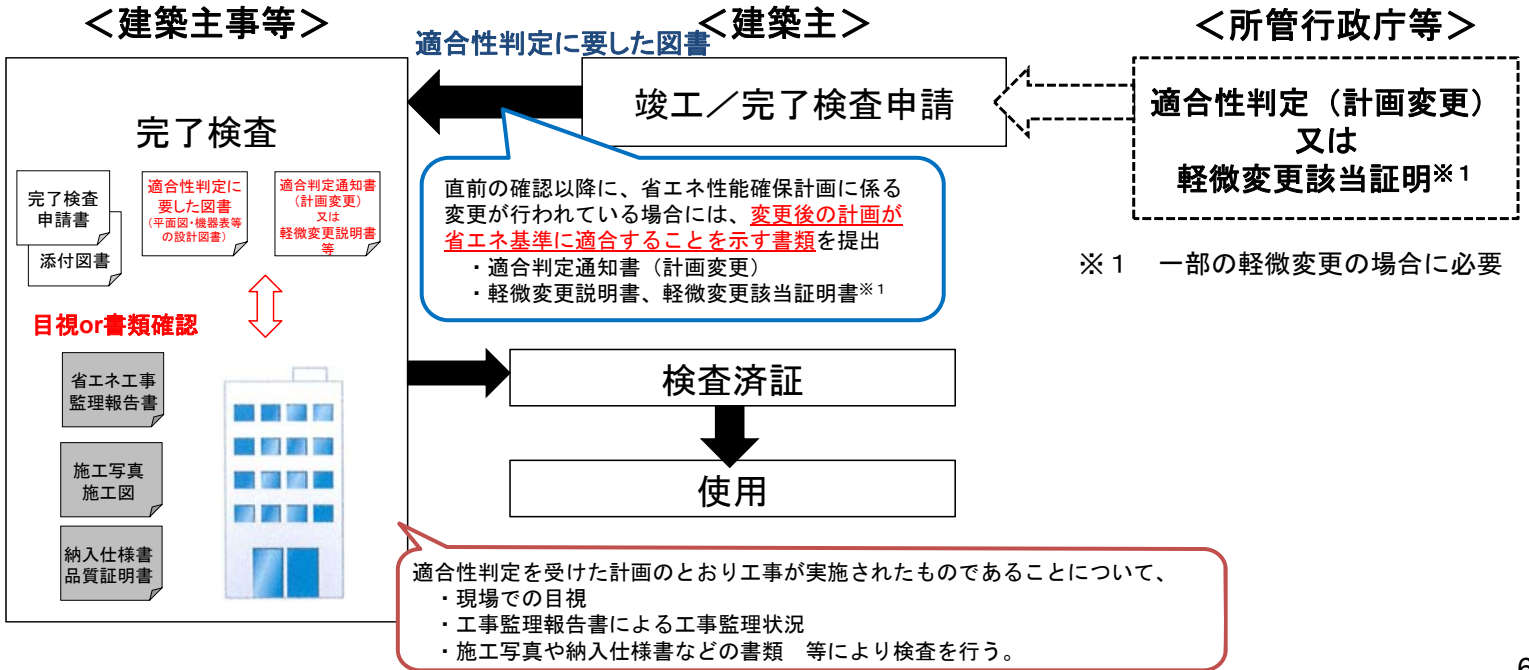 ＜建築主事等＞
＜建築主＞
＜所管行政庁等＞
適合性判定に要した図書
完了検査
完了検査
申請書
添付図書
適合性判定に
要した図書
(平面図・機器表等
の設計図書)
適合判定通知書
(計画変更)
又は
軽微変更説明書
等
目視or書類確認
省エネ工事
監理報告書
施工写真
施工図
納入仕様書
品質証明書
竣工／完了検査申請
直前の確認以降に、省エネ性能確保計画に係る
変更が行われている場合には、変更後の計画が
省エネ基準に適合することを示す書類を提出
・適合判定通知書（計画変更）
・軽微変更説明書、軽微変更該当証明書※１
適合性判定（計画変更）
又は
軽微変更該当証明※１
※１　一部の軽微変更の場合に必要
検査済証
使用
適合性判定を受けた計画のとおり工事が実施されたものであることについて、
・現場での目視
・工事監理報告書による工事監理状況
・施工写真や納入仕様書などの書類　等により検査を行う。